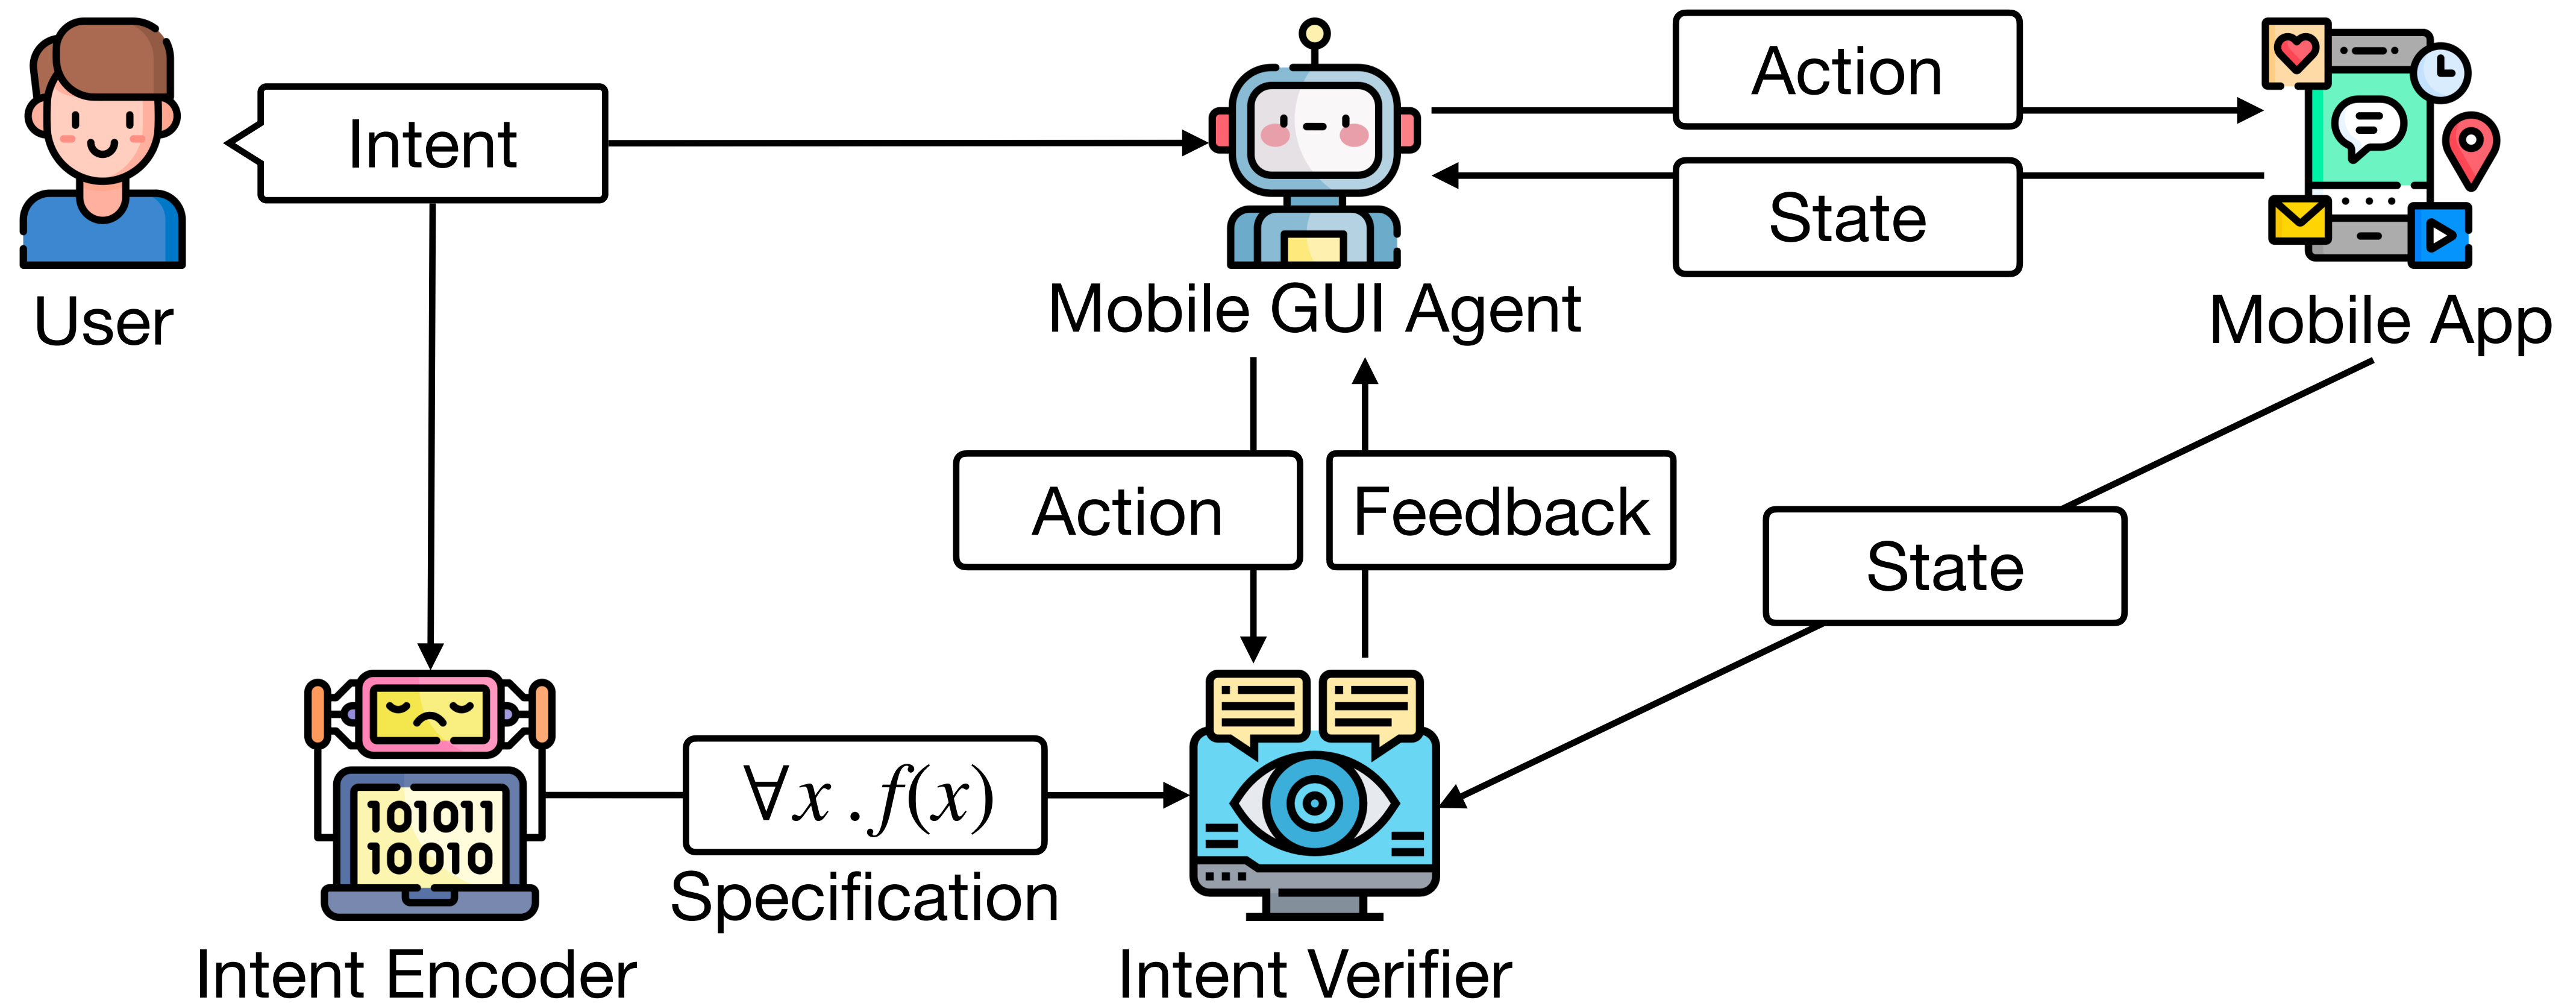 Intent
Action
State
User
Mobile GUI Agent
Mobile App
Action
Feedback
State
101011
10010
∀x . f(x)
Specification
Intent Encoder
Intent Verifier